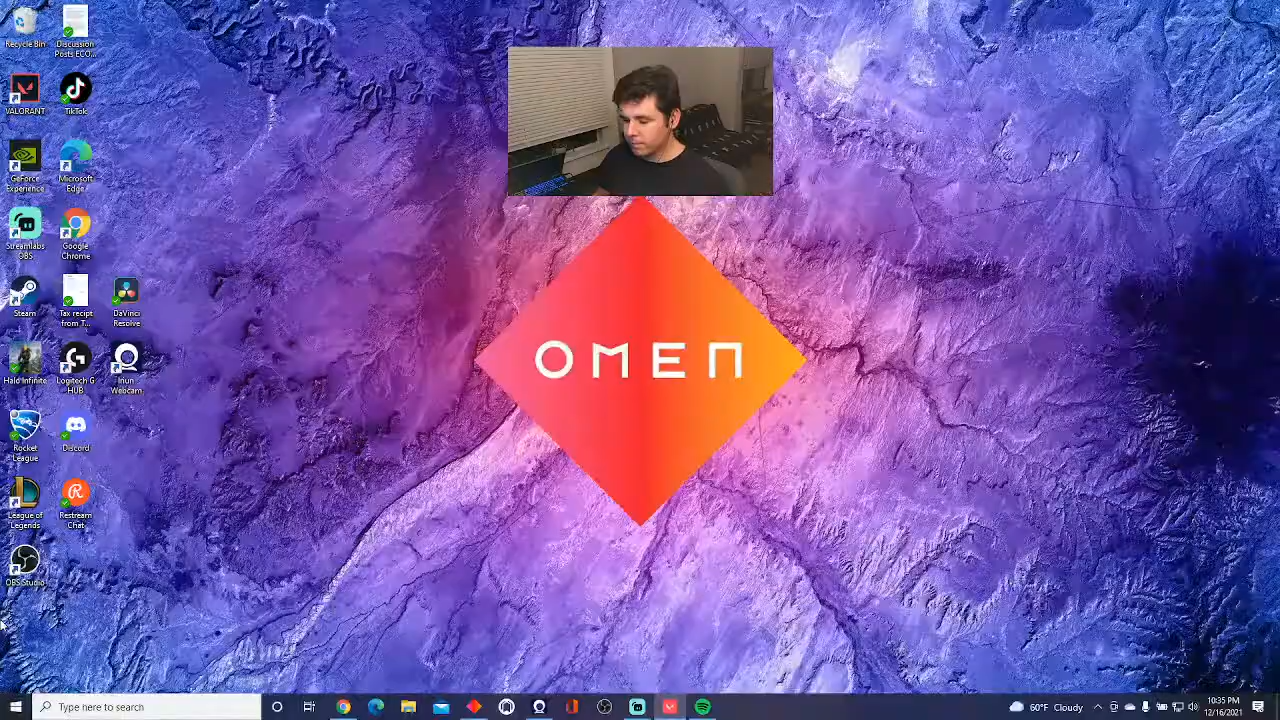 Recycle Bin
Discussion
Posts ECO...
VALORANT
TikTok
GeForce
Experience
Microsoft
Edge
Streamlabs
OBS
Google
Chrome
Steam
Tax recipt
from T...
DaVinci
Resolve
Halo Infinite
Logitech G
HUB
Iriun
Webcam
Rocket
League
Discord
League of
Legends
Restream
Chat
OBS Studio
OMEN
Type here to search
60°F Cloudy
10:35 PM
12/16/2021